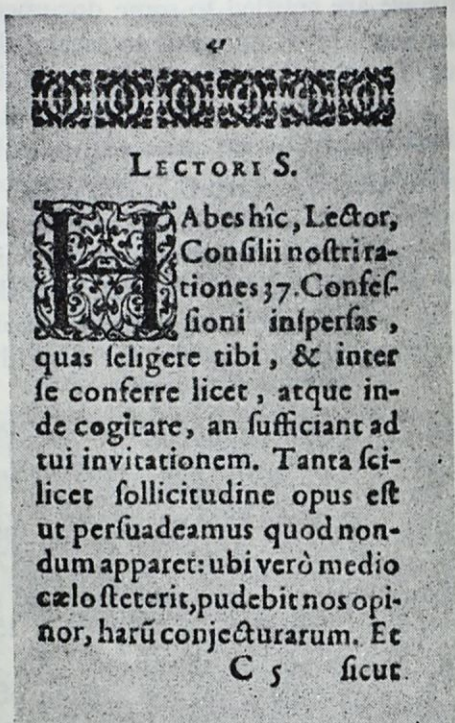 41
LECTORI S.
HAbes hîc, Lector,
Consilii nostri ra-
tiones 37. Confes-
sioni inspersas,
quas seligere tibi, & inter
se conferre licet, atque in-
de cogitare, an sufficiant ad
tui invitationem. Tanta sci-
licet sollicitudine opus est
ut persuadeamus quod non-
dum apparet: ubi verò medio
cælo steterit, pudebit nos opi-
nor, harū conjecturarum. Et
C 5 sicut